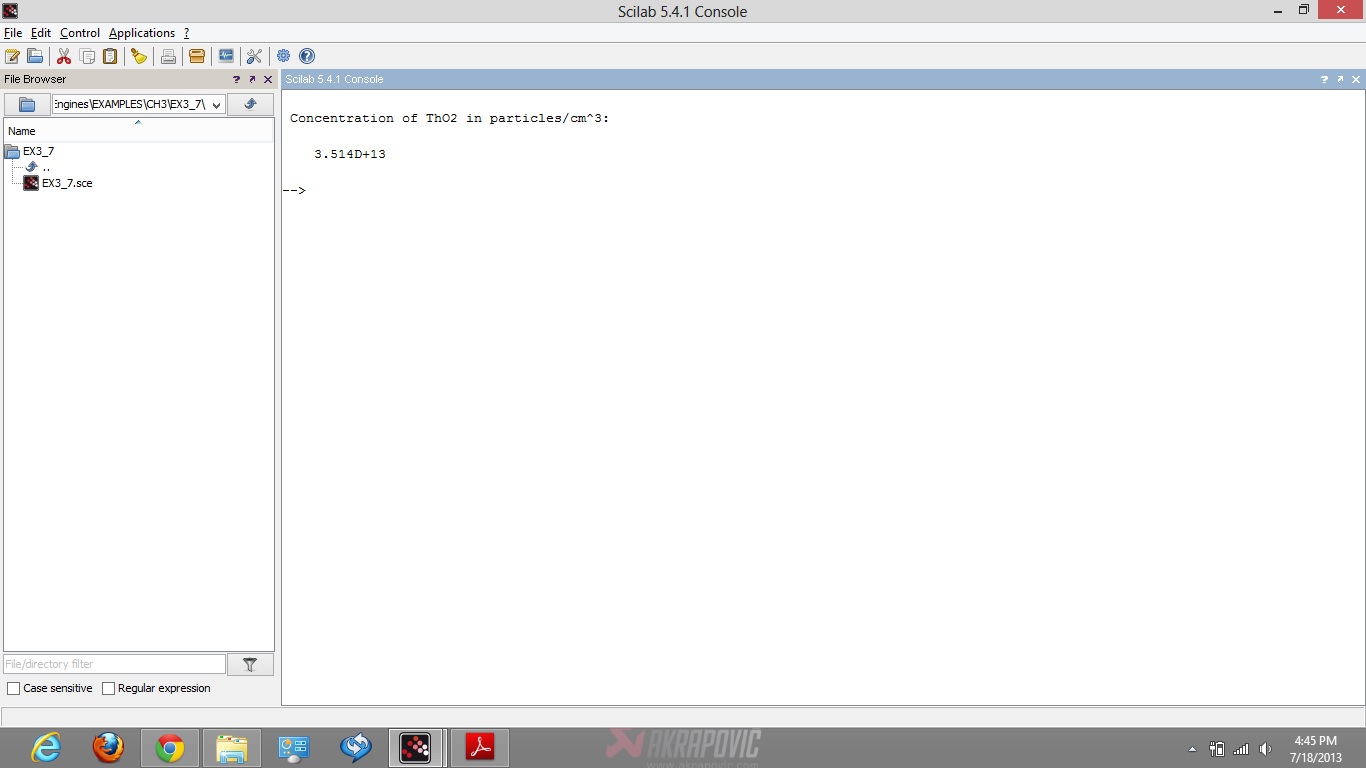 Scilab 5.4.1 Console
File Edit Control Applications ?
File Browser
Scilab 5.4.1 Console
Engines\EXAMPLES\CH3\EX3_7\
Name
EX3_7
..
EX3_7.sce
Concentration of ThO2 in particles/cm^3:
3.514D+13
-->
File/directory filter
Case sensitive Regular expression
AKRAPOVIC
www.akrapovic.com
4:45 PM
7/18/2013